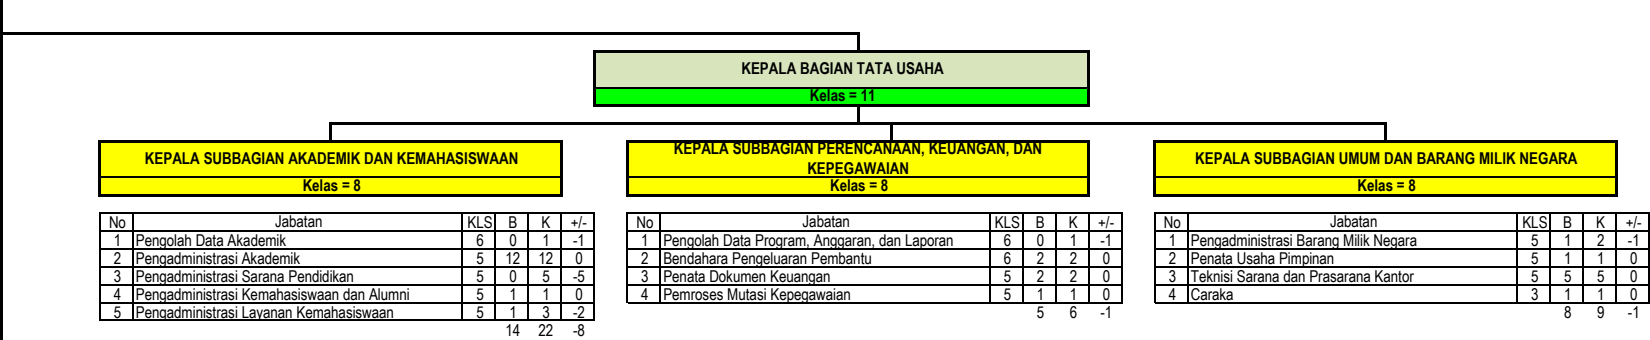 KEPALA BAGIAN TATA USAHA
Kelas = 11
KEPALA SUBBAGIAN AKADEMIK DAN KEMAHASISWAAN
Kelas = 8
No Jabatan KLS B K +/-
1 Pengolah Data Akademik 6 0 1 -1
2 Pengadministrasi Akademik 5 12 12 0
3 Pengadministrasi Sarana Pendidikan 5 0 5 -5
4 Pengadministrasi Kemahasiswaan dan Alumni 5 1 1 0
5 Pengadministrasi Layanan Kemahasiswaan 5 1 3 -2
14 22 -8
KEPALA SUBBAGIAN PERENCANAAN, KEUANGAN, DAN
KEPEGAWAIAN
Kelas = 8
No Jabatan KLS B K +/-
1 Pengolah Data Program, Anggaran, dan Laporan 6 0 1 -1
2 Bendahara Pengeluaran Pembantu 6 2 2 0
3 Penata Dokumen Keuangan 5 2 2 0
4 Pemroses Mutasi Kepegawaian 5 1 1 0
5 6 -1
KEPALA SUBBAGIAN UMUM DAN BARANG MILIK NEGARA
Kelas = 8
No Jabatan KLS B K +/-
1 Pengadministrasi Barang Milik Negara 5 1 2 -1
2 Penata Usaha Pimpinan 5 1 1 0
3 Teknisi Sarana dan Prasarana Kantor 5 5 5 0
4 Caraka 3 1 1 0
8 9 -1